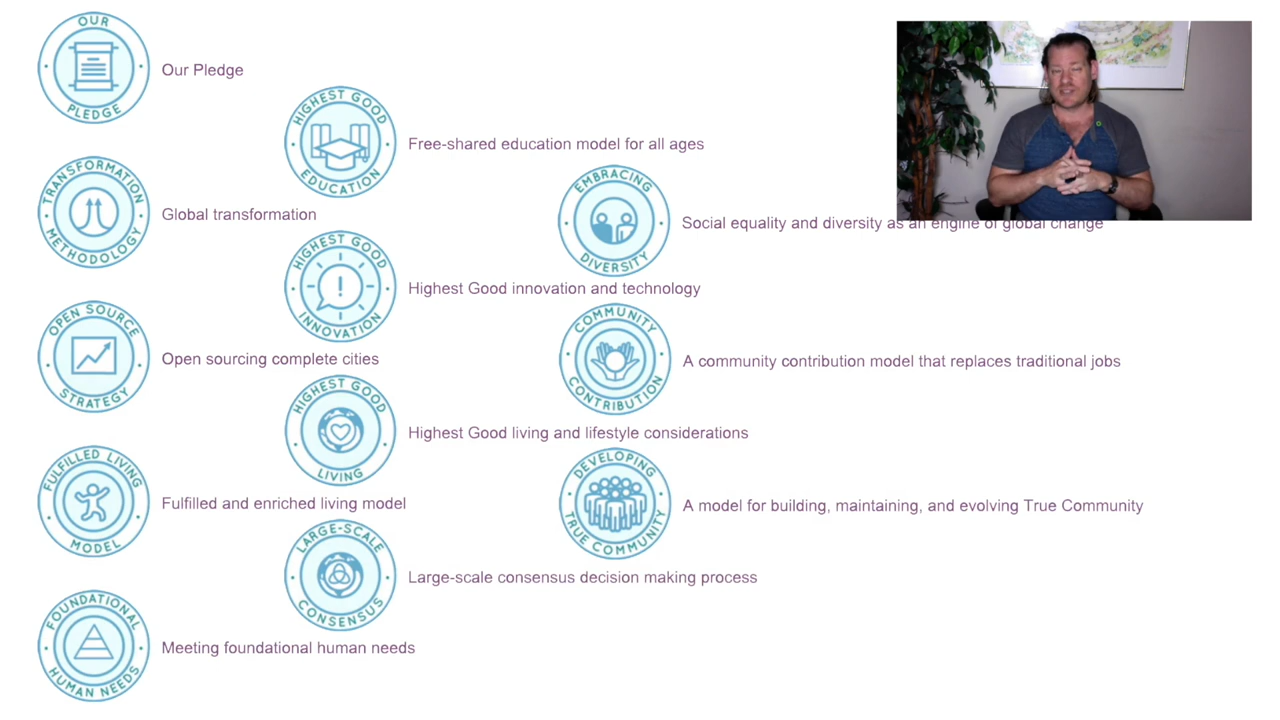 OUR
PLEDGE
Our Pledge
HIGHEST GOOD
EDUCATION
Free-shared education model for all ages
TRANSFORMATION
METHODOLOGY
Global transformation
EMBRACING
DIVERSITY
Social equality and diversity as an engine of global change
HIGHEST GOOD
INNOVATION
Highest Good innovation and technology
OPEN SOURCE
STRATEGY
Open sourcing complete cities
COMMUNITY
CONTRIBUTION
A community contribution model that replaces traditional jobs
HIGHEST GOOD
LIVING
Highest Good living and lifestyle considerations
FULFILLED LIVING
MODEL
Fulfilled and enriched living model
DEVELOPING
TRUE COMMUNITY
A model for building, maintaining, and evolving True Community
LARGE-SCALE
CONSENSUS
Large-scale consensus decision making process
FOUNDATIONAL
HUMAN NEEDS
Meeting foundational human needs